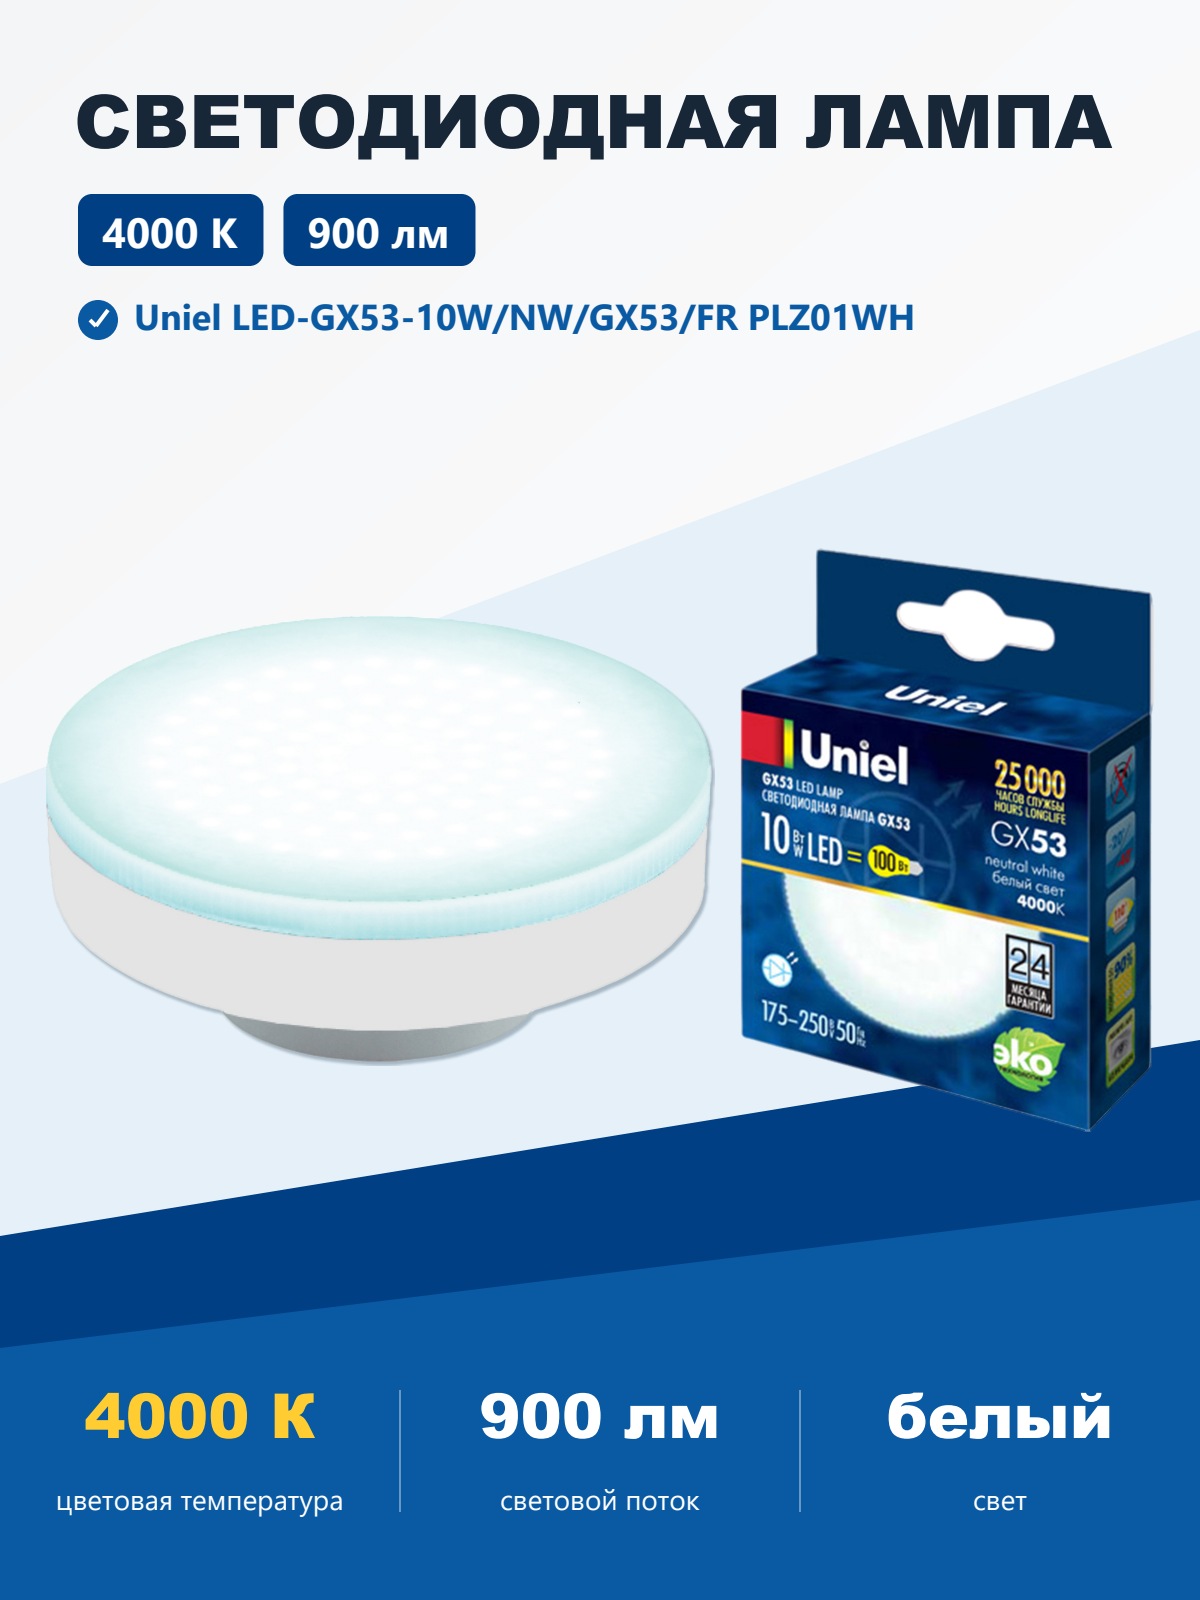 СВЕТОДИОДНАЯ ЛАМПА
4000 К
900 лм
Uniel LED-GX53-10W/NW/GX53/FR PLZ01WH
Uniel
Uniel
GX53 LED LAMP
СВЕТОДИОДНАЯ ЛАМПА GX53
10 Вт W LED = 100 Вт
25 000
ЧАСОВ СЛУЖБЫ
HOURS LONGLIFE
GX53
neutral white
белый свет
4000K
24
МЕСЯЦА
ГАРАНТИИ
175–250 В V 50 Гц Hz
эко
технология
90%
4000 К
цветовая температура
900 лм
световой поток
белый
свет